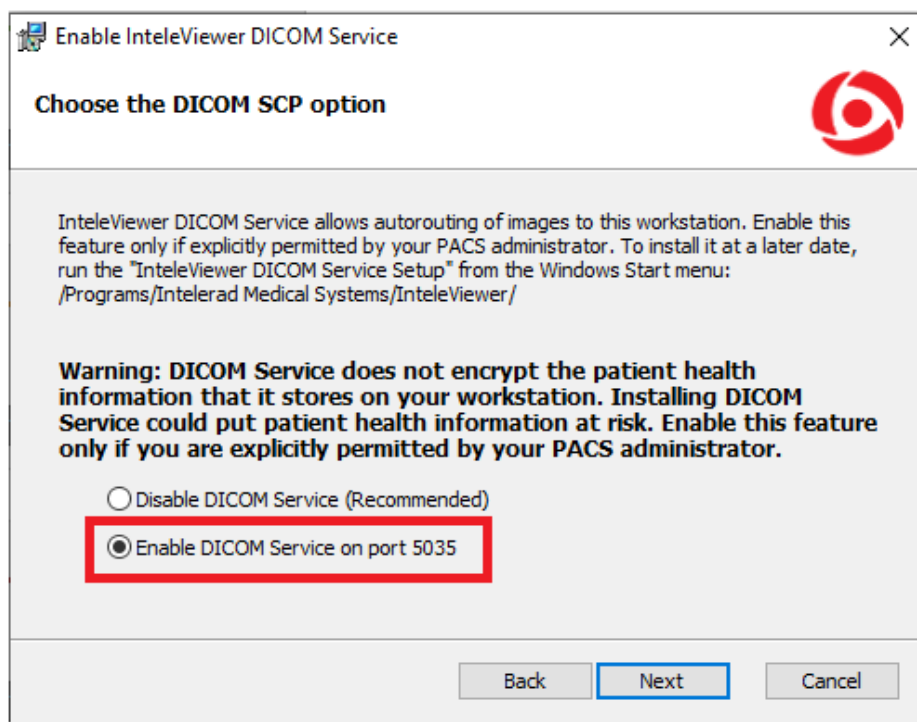 Enable InteleViewer DICOM Service
Choose the DICOM SCP option
InteleViewer DICOM Service allows autorouting of images to this workstation. Enable this
feature only if explicitly permitted by your PACS administrator. To install it at a later date,
run the "InteleViewer DICOM Service Setup" from the Windows Start menu:
/Programs/Intelerad Medical Systems/InteleViewer/
Warning: DICOM Service does not encrypt the patient health
information that it stores on your workstation. Installing DICOM
Service could put patient health information at risk. Enable this feature
only if you are explicitly permitted by your PACS administrator.
Disable DICOM Service (Recommended)
Enable DICOM Service on port 5035
Back Next Cancel